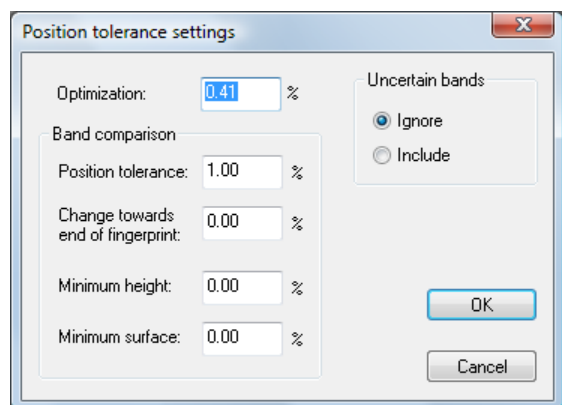 Position tolerance settings
Optimization: 0.41 %
Uncertain bands
Ignore
Include
Band comparison
Position tolerance: 1.00 %
Change towards
end of fingerprint: 0.00 %
Minimum height: 0.00 %
Minimum surface: 0.00 %
OK
Cancel